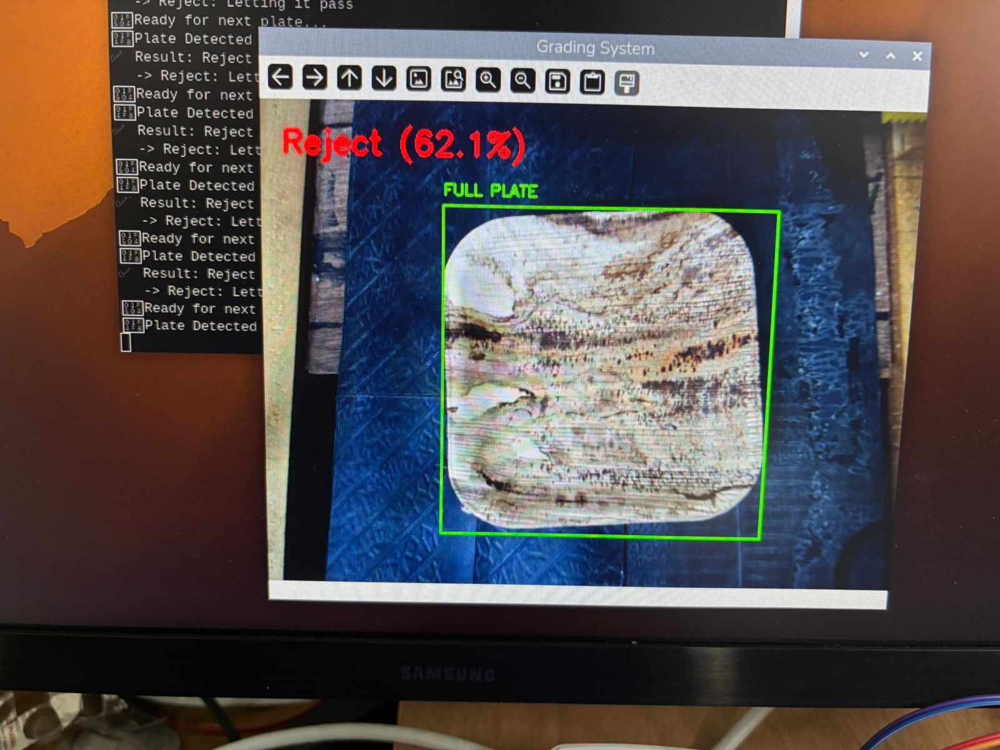 -> Reject: Letting it pass
Ready for next plate...
Plate Detected
Result: Reject
-> Reject: Lett
Ready for next
Plate Detected
Result: Reject
-> Reject: Lett
Ready for next
Plate Detected
Result: Reject
-> Reject: Lett
Ready for next
Plate Detected
Result: Reject
-> Reject: Lett
Ready for next
Plate Detected
Grading System
Reject (62.1%)
FULL PLATE
SAMSUNG